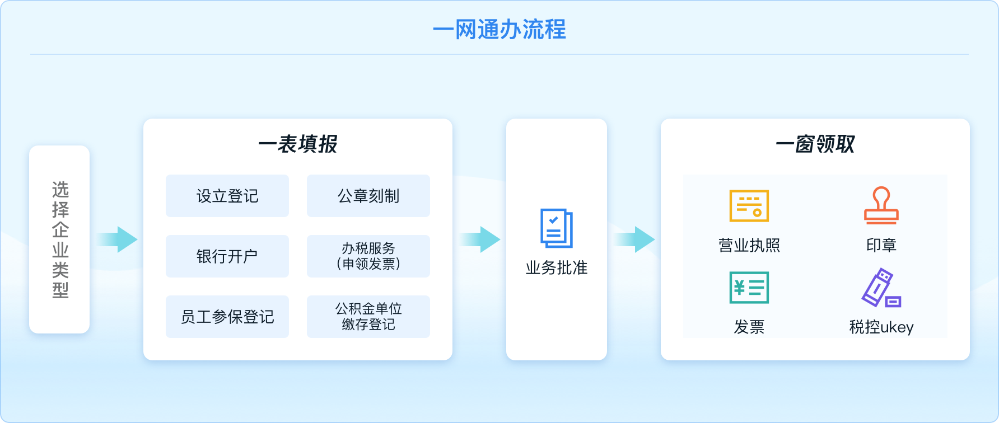 一网通办流程
选择企业类型
一表填报
设立登记
公章刻制
银行开户
办税服务
（申领发票）
员工参保登记
公积金单位
缴存登记
业务批准
一窗领取
营业执照
印章
发票
税控ukey